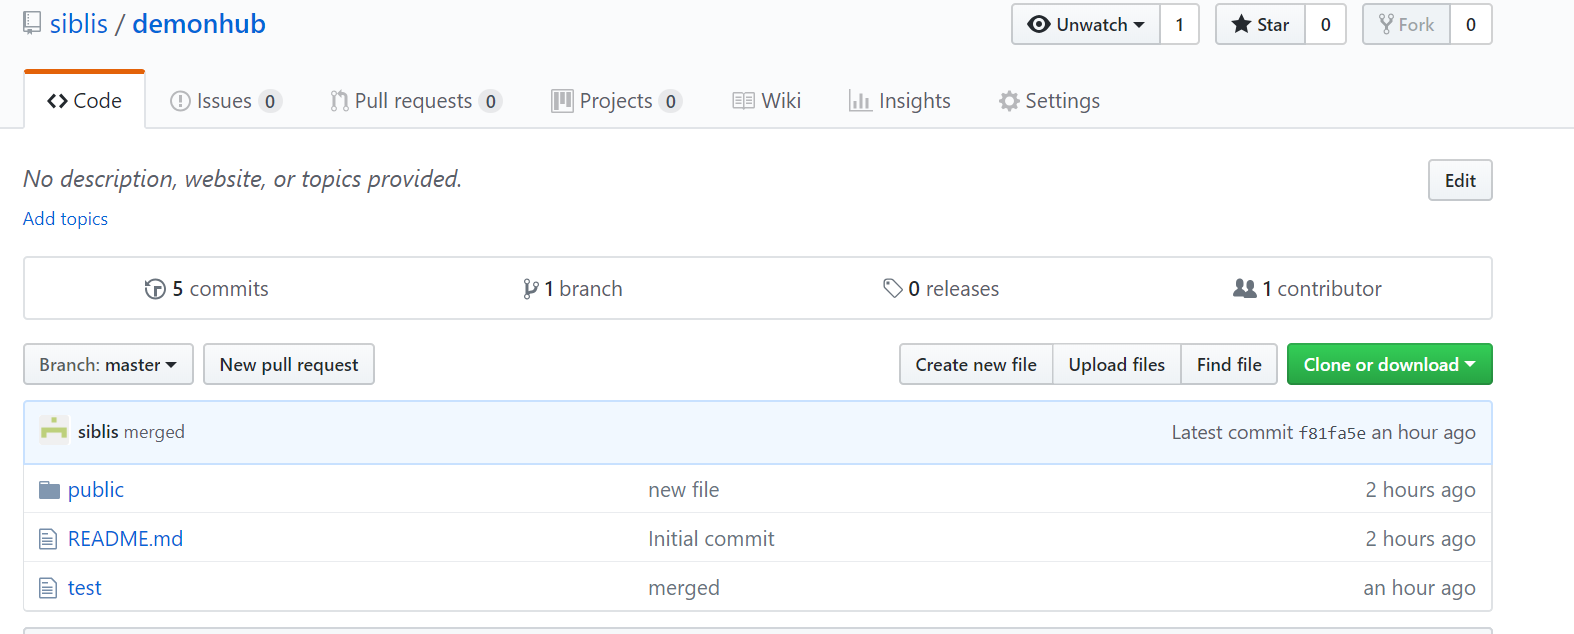 siblis / demonhub
Unwatch 1 Star 0 Fork 0
Code Issues 0 Pull requests 0 Projects 0 Wiki Insights Settings
No description, website, or topics provided. Edit
Add topics
5 commits 1 branch 0 releases 1 contributor
Branch: master New pull request Create new file Upload files Find file Clone or download
siblis merged Latest commit f81fa5e an hour ago
public new file 2 hours ago
README.md Initial commit 2 hours ago
test merged an hour ago